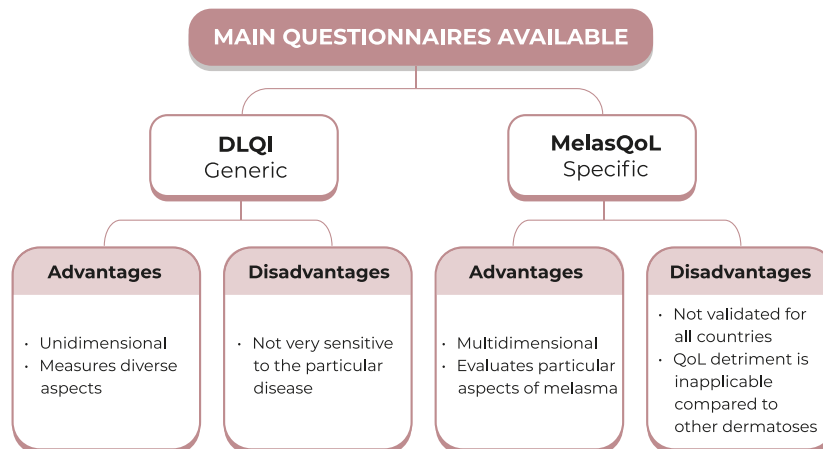 MAIN QUESTIONNAIRES AVAILABLE
DLQI
Generic
MelasQoL
Specific
Advantages
· Unidimensional
· Measures diverse
aspects
Disadvantages
· Not very sensitive
to the particular
disease
Advantages
· Multidimensional
· Evaluates particular
aspects of melasma
Disadvantages
· Not validated for
all countries
· QoL detriment is
inapplicable
compared to
other dermatoses